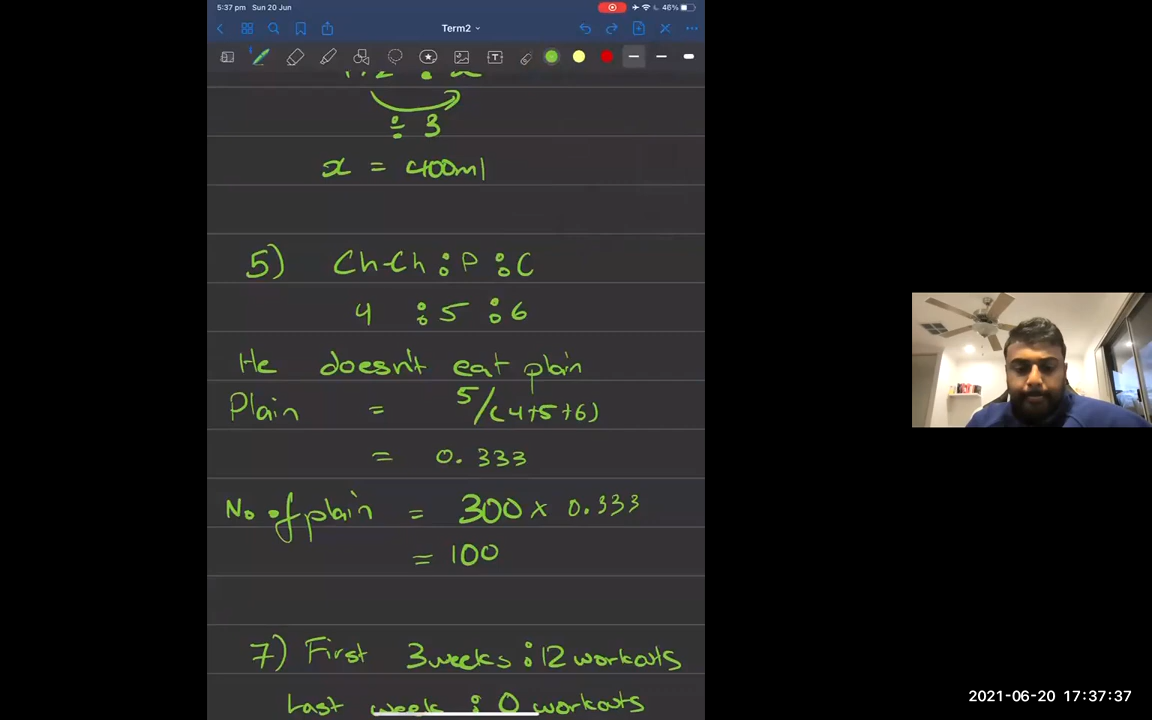 5:37 pm Sun 20 Jun
46%
Term2
÷ 3
x = 400ml
5) Ch-Ch : P : C
4 : 5 : 6
He doesn't eat plain
Plain = 5/(4+5+6)
= 0.333
No of plain = 300 x 0.333
= 100
7) First 3 weeks : 12 workouts
Last week : 0 workouts
2021-06-20 17:37:37